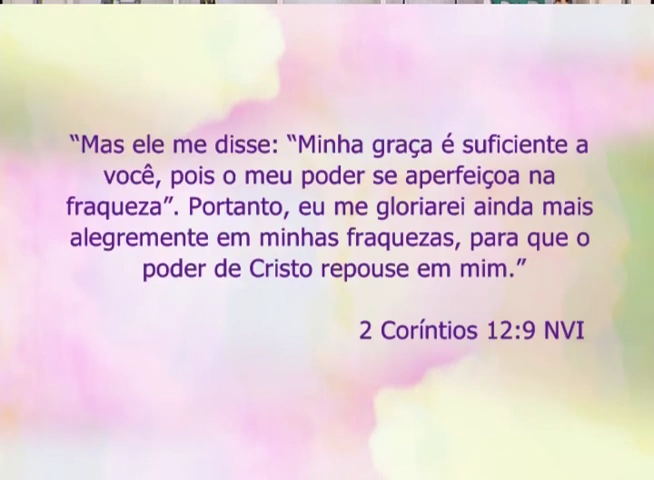 “Mas ele me disse: “Minha graça é suficiente a
você, pois o meu poder se aperfeiçoa na
fraqueza”. Portanto, eu me gloriarei ainda mais
alegremente em minhas fraquezas, para que o
poder de Cristo repouse em mim.”
2 Coríntios 12:9 NVI